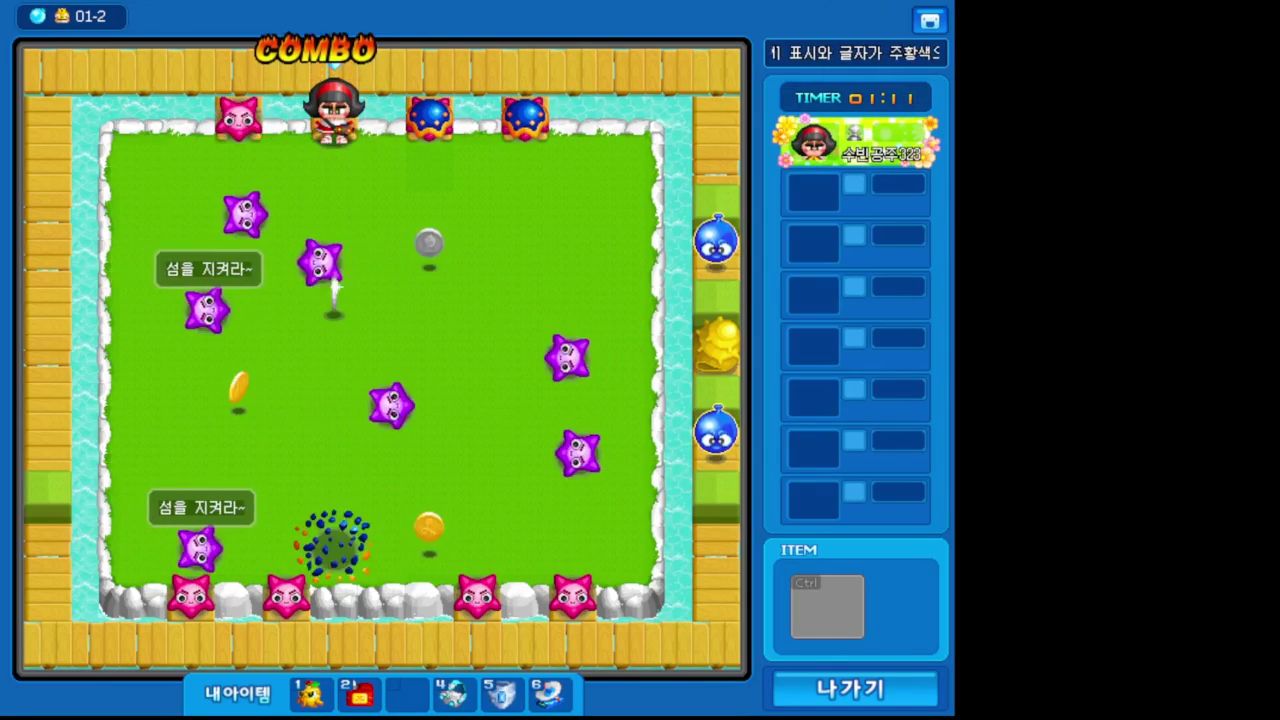 01-2
COMBO
표시와 글자가 주황색
TIMER 01:11
수빈공주323
섬을 지켜라~
섬을 지켜라~
ITEM
Ctrl
내아이템 1 2 4 5 6
나가기